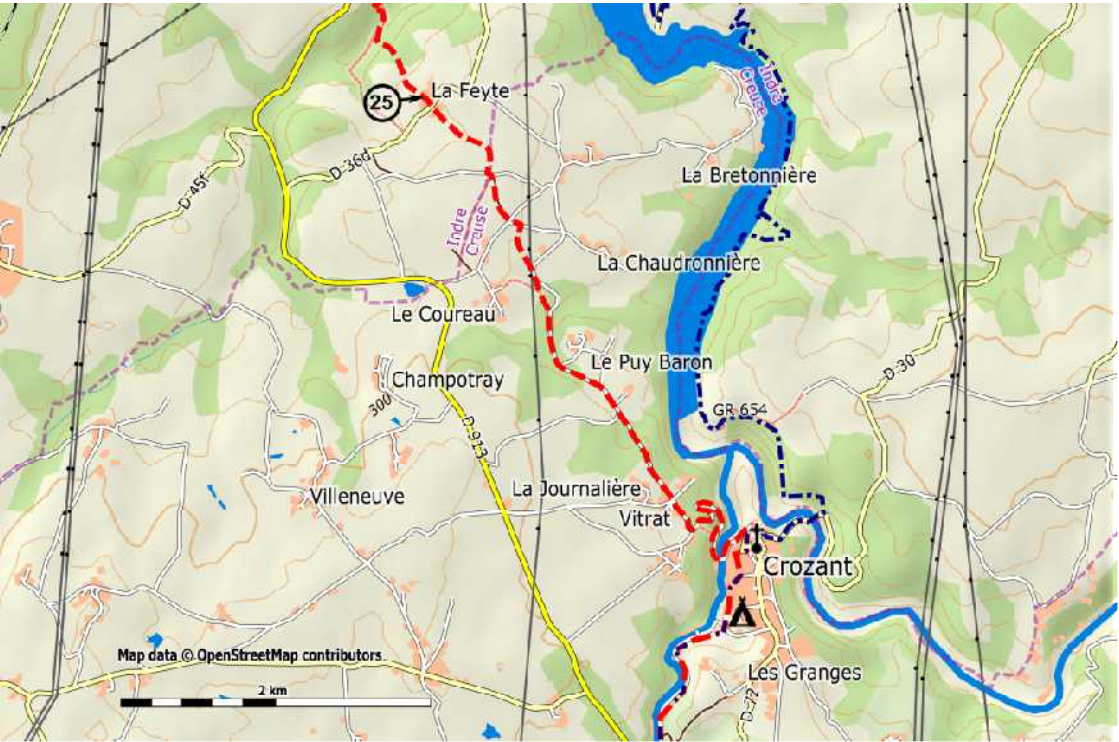 La Feyte
25
Indre
Creuse
D-36d
La Bretonnière
D-45f
Indre
Creuse
La Chaudronnière
Le Coureau
Le Puy Baron
D-30
Champotray
300
GR 654
D-913
La Journalière
Villeneuve
Vitrat
Crozant
Map data © OpenStreetMap contributors
Les Granges
2 km
D-72